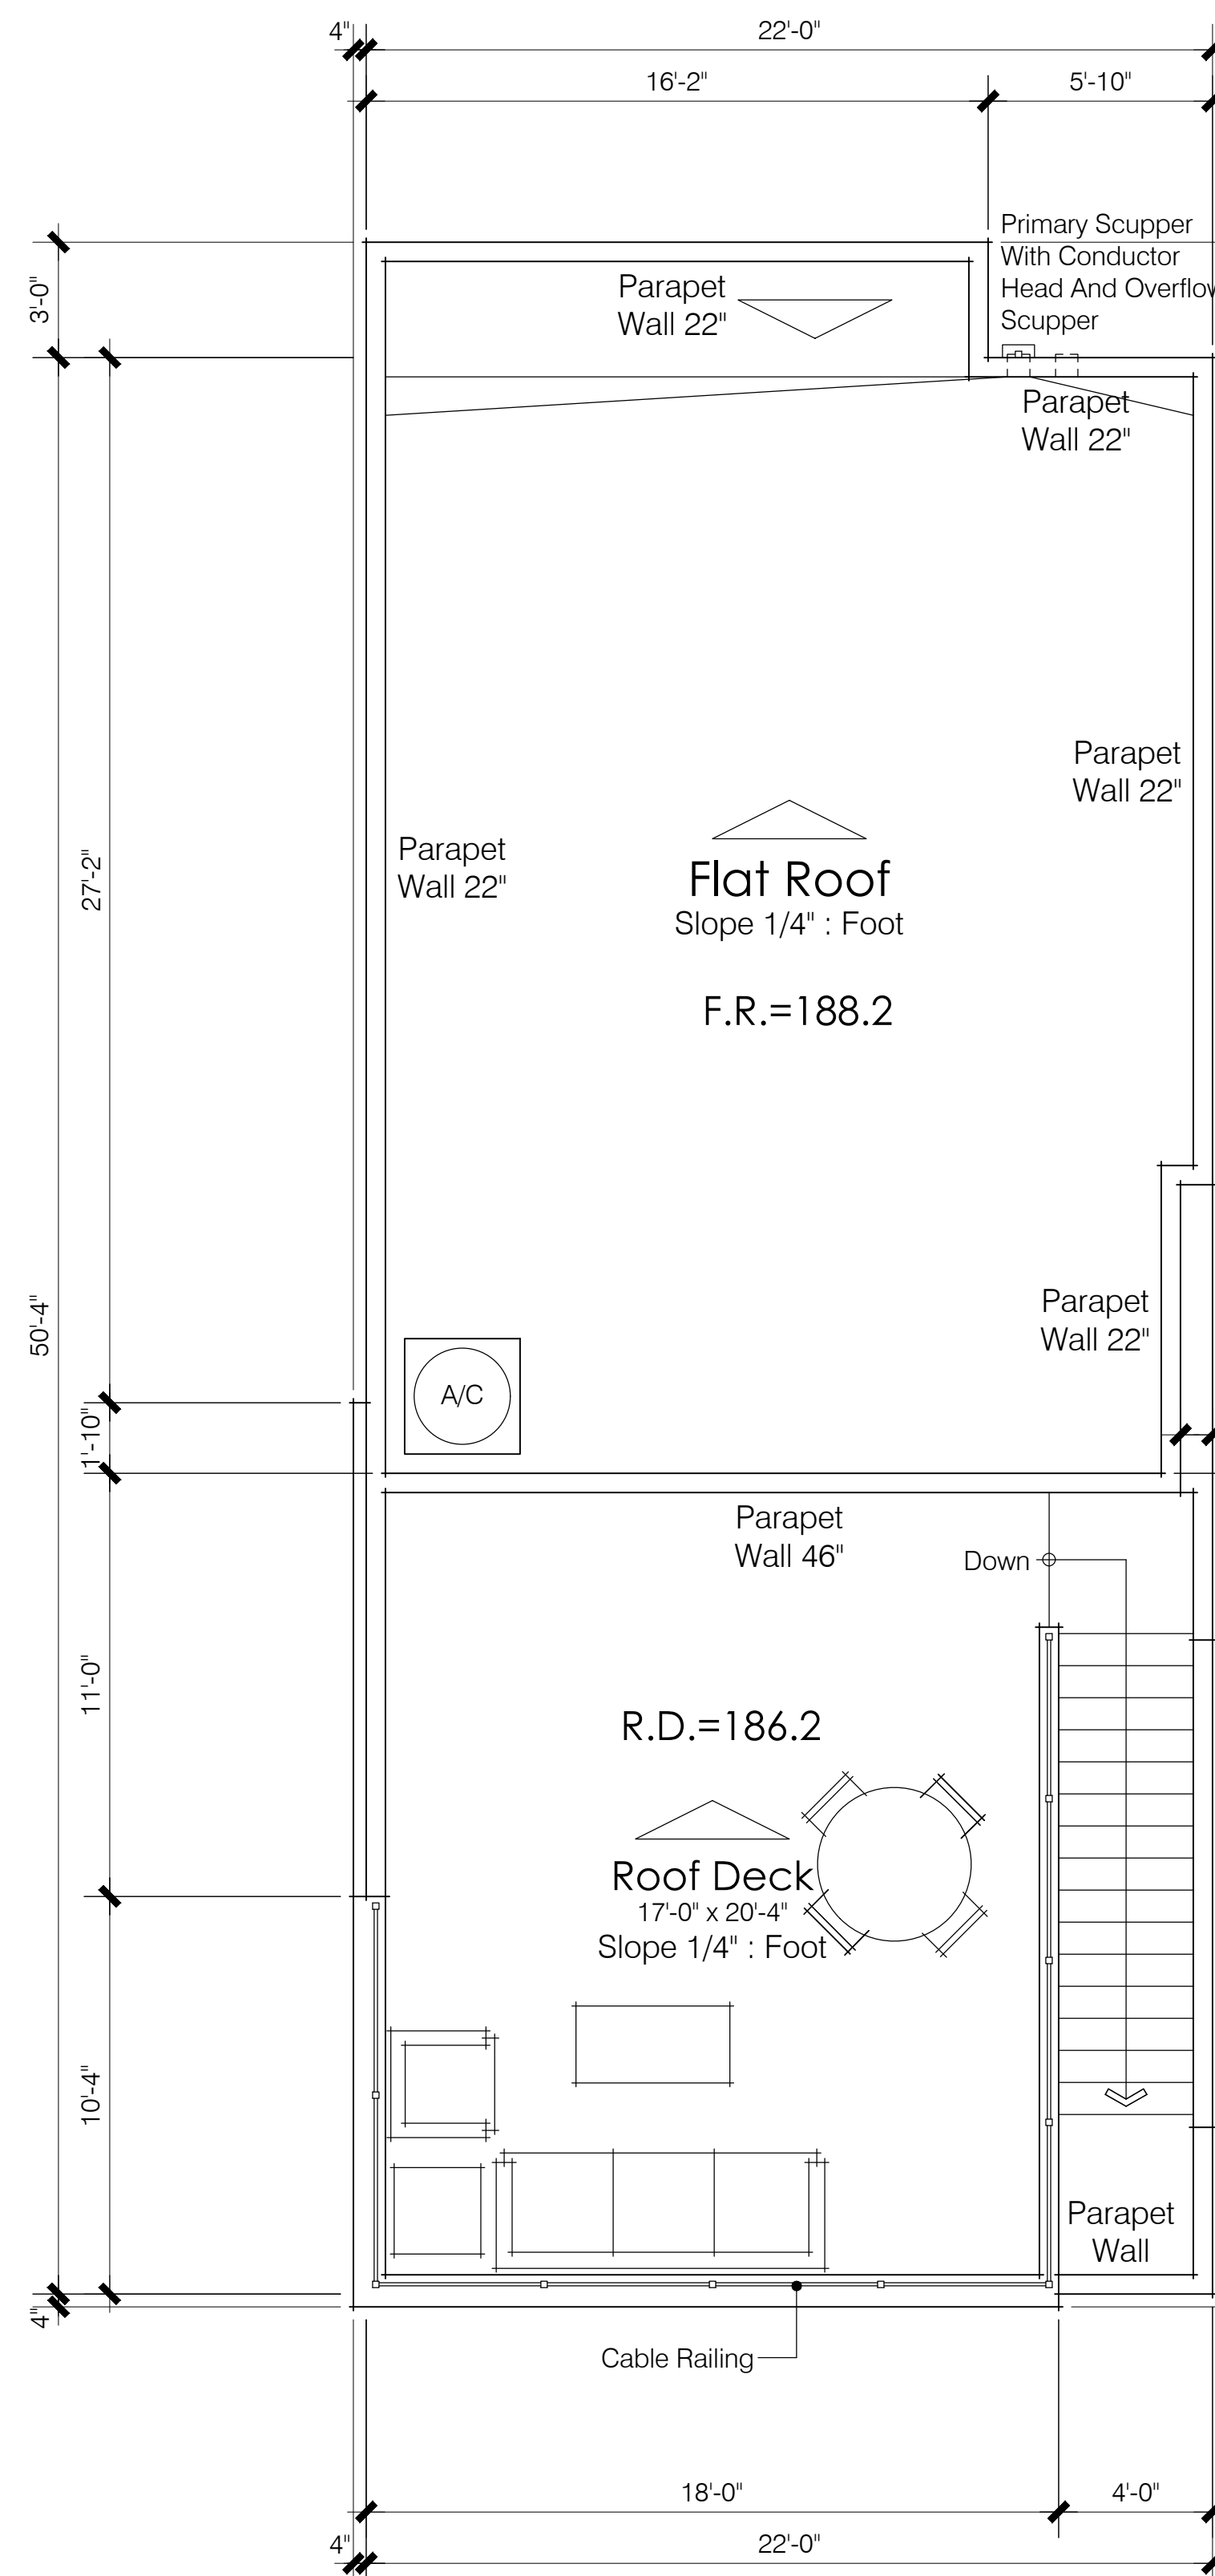 4"
22'-0"
16'-2"
5'-10"
Primary Scupper
With Conductor
Head And Overflow
Scupper
3'-0"
Parapet
Wall 22"
Parapet
Wall 22"
Parapet
Wall 22"
27'-2"
Parapet
Wall 22"
Flat Roof
Slope 1/4" : Foot
F.R.=188.2
50'-4"
Parapet
Wall 22"
A/C
1'-10"
Parapet
Wall 46"
Down
11'-0"
R.D.=186.2
Roof Deck
17'-0" x 20'-4"
Slope 1/4" : Foot
10'-4"
Parapet
Wall
4"
Cable Railing
18'-0"
4'-0"
4"
22'-0"